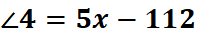 ∠4 = 5x − 112